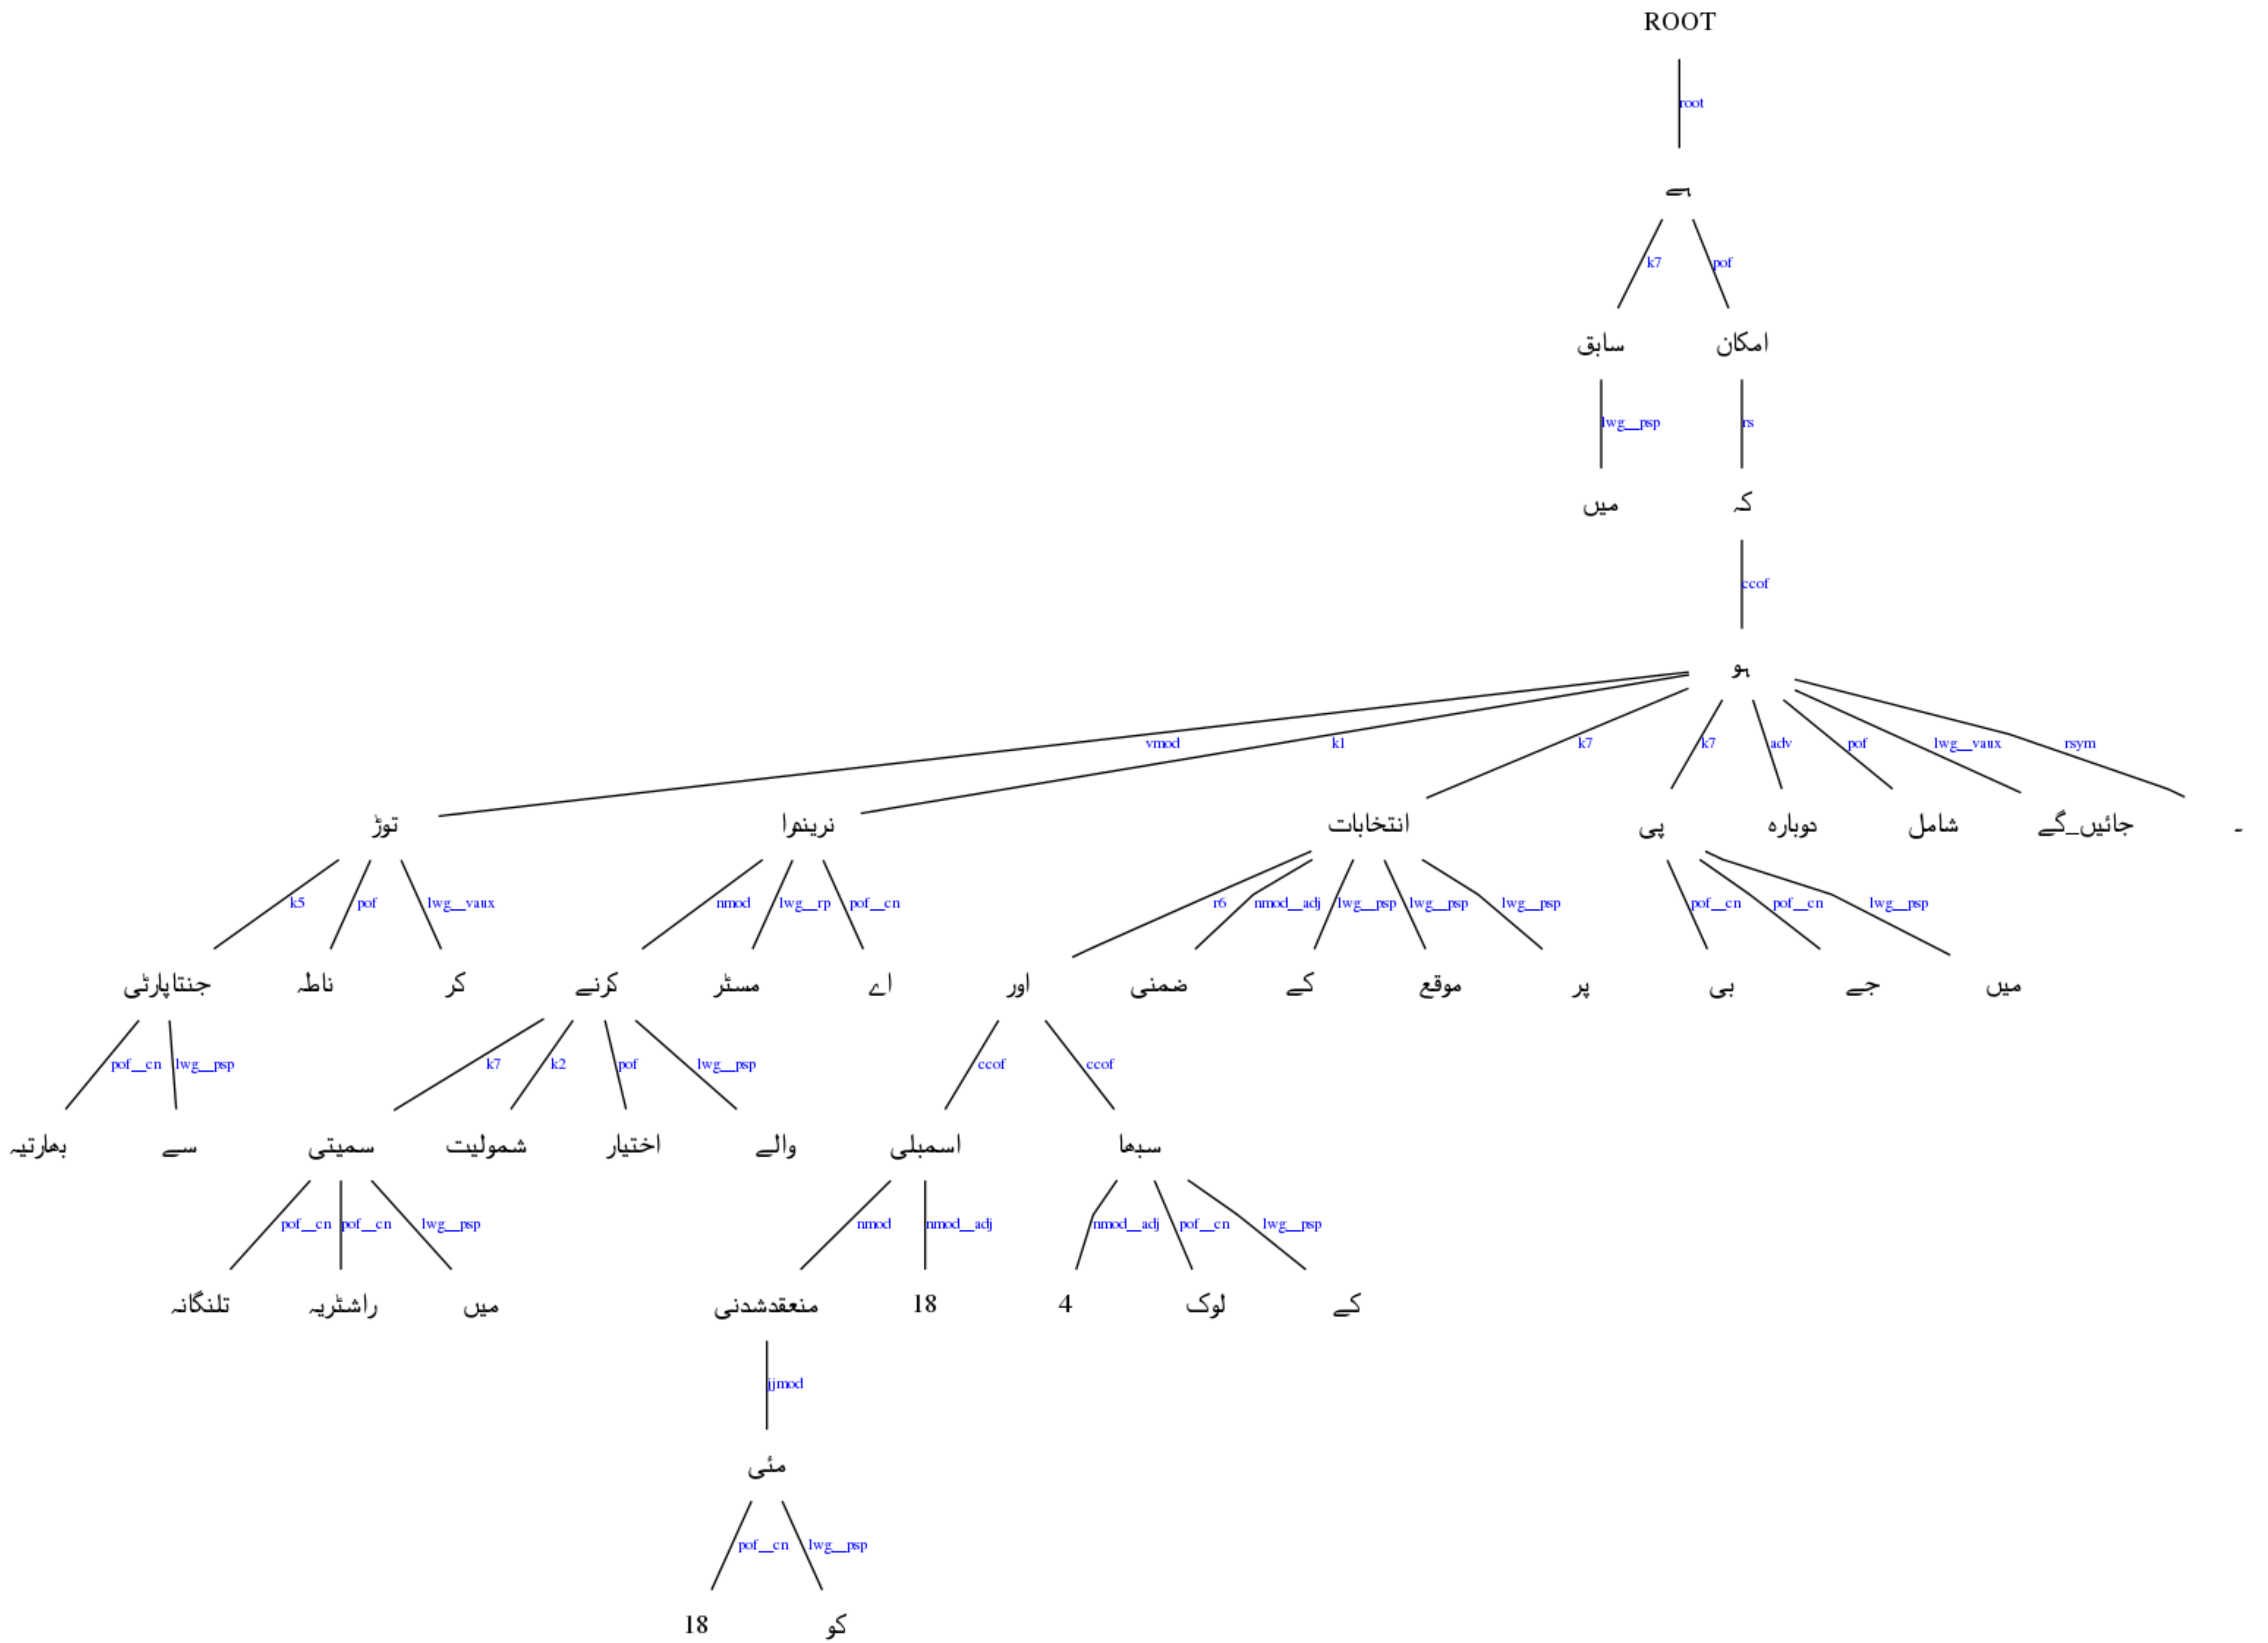 ROOT
root
ہے
k7 pof
سابق امکان
lwg__psp rs
میں کہ
ccof
ہو
vmod k1 k7 k7 adv pof lwg__vaux rsym
توڑ انتخابات پی دوبارہ شامل جائیں_گے ۔
k5 pof lwg__vaux nmod lwg__rp pof__cn r6 nmod__adj lwg__psp lwg__psp lwg__psp pof__cn pof__cn lwg__psp
جنتاپارٹی ناطہ کر کرنے مسٹر اے اور ضمنی کے موقع پر بی جے میں
pof__cn lwg__psp k7 k2 pof lwg__psp ccof ccof
بھارتیہ سے سمیتی شمولیت اختیار والے اسمبلی سبھا
pof__cn pof__cn lwg__psp nmod nmod__adj nmod__adj pof__cn lwg__psp
تلنگانہ راشٹریہ میں منعقدشدنی 18 4 لوک کے
jjmod
مئی
pof__cn lwg__psp
18 کو